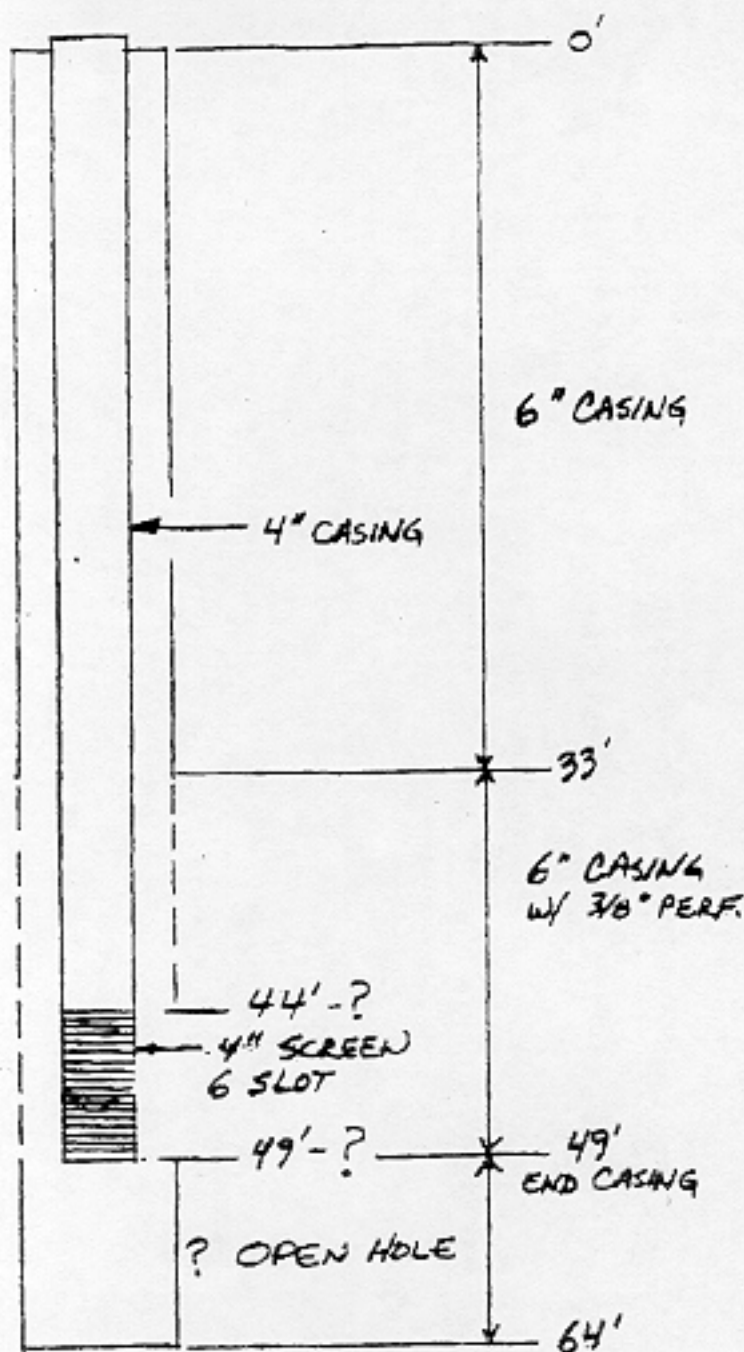 0'
6" CASING
4" CASING
33'
6" CASING
W/ 3/8" PERF.
44'-?
4" SCREEN
6 SLOT
49'-?
49'
END CASING
? OPEN HOLE
64'